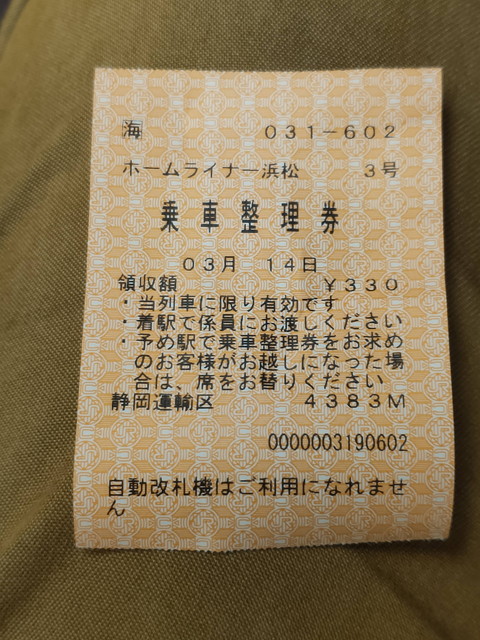 海 031-602
ホームライナー浜松 3号
乗車整理券
03月 14日
領収額 ¥330
・当列車に限り有効です
・着駅で係員にお渡しください
・予め駅で乗車整理券をお求め
のお客様がお越しになった場
合は、席をお替りください
静岡運輸区 4383M
0000003190602
自動改札機はご利用になれませ
ん